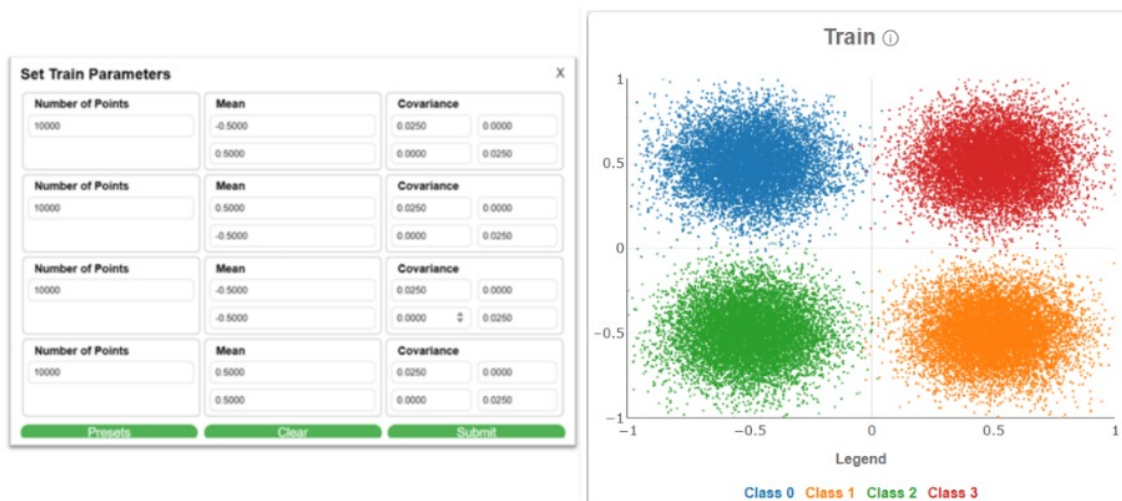 Set Train Parameters X
Number of Points Mean Covariance
10000 -0.5000 0.0250 0.0000
0.5000 0.0000 0.0250
Number of Points Mean Covariance
10000 0.5000 0.0250 0.0000
-0.5000 0.0000 0.0250
Number of Points Mean Covariance
10000 -0.5000 0.0250 0.0000
-0.5000 0.0000 0.0250
Number of Points Mean Covariance
10000 0.5000 0.0250 0.0000
0.5000 0.0000 0.0250
Presets Clear Submit
Train ⓘ
1
0.5
0
−0.5
−1
−1 −0.5 0 0.5 1
Legend
Class 0 Class 1 Class 2 Class 3